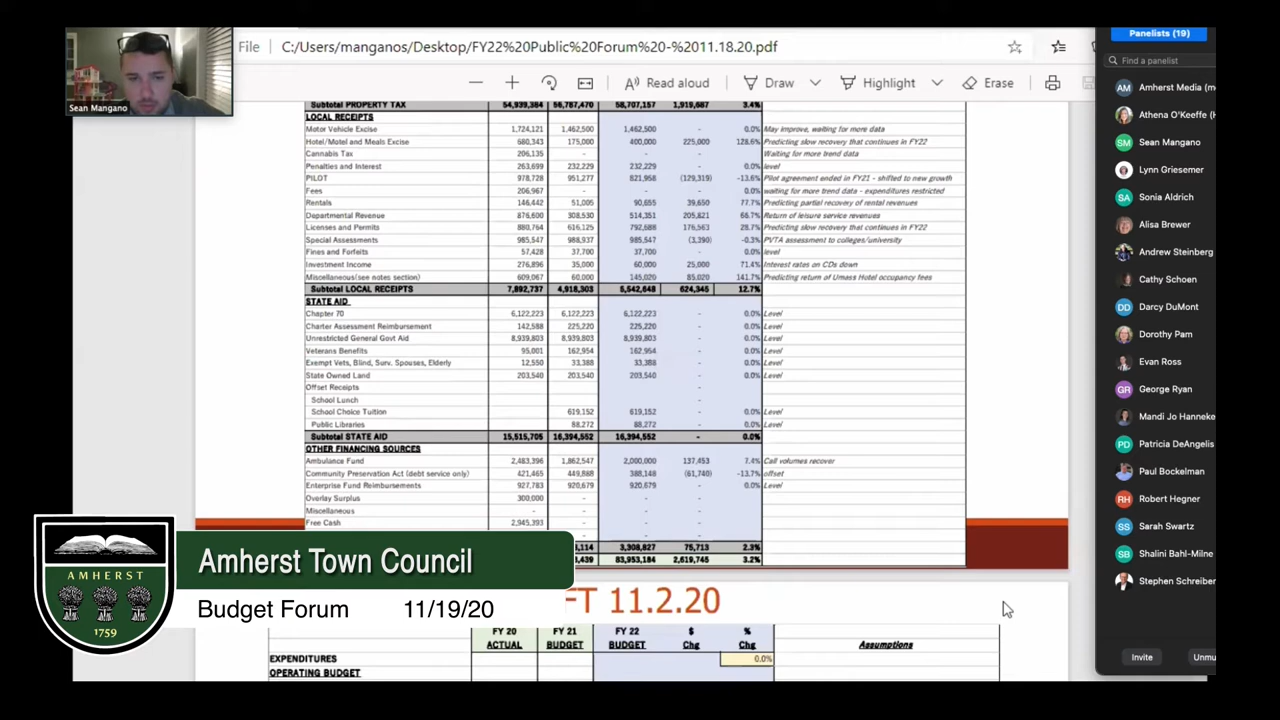 Sean Mangano
File C:/Users/manganos/Desktop/FY22%20Public%20Forum%20-%2011.18.20.pdf
Read aloud Draw Highlight Erase
Subtotal PROPERTY TAX 54,939,384 56,787,470 58,707,157 1,919,687 3.4%
LOCAL RECEIPTS
Motor Vehicle Excise 1,724,121 1,462,500 1,462,500 - 0.0% May improve, waiting for more data
Hotel/Motel and Meals Excise 680,343 175,000 400,000 225,000 128.6% Predicting slow recovery that continues in FY22
Cannabis Tax 206,135 - - - Waiting for more trend data
Penalties and Interest 263,699 232,229 232,229 - 0.0% level
PILOT 978,728 951,277 821,958 (129,319) -13.6% Pilot agreement ended in FY21 - shifted to new growth
Fees 206,967 - - - 0.0% waiting for more trend data - expenditures restricted
Rentals 146,442 51,005 90,655 39,650 77.7% Predicting partial recovery of rental revenues
Departmental Revenue 876,600 308,530 514,351 205,821 66.7% Return of leisure service revenues
Licenses and Permits 880,764 616,125 792,688 176,563 28.7% Predicting slow recovery that continues in FY22
Special Assessments 985,547 988,937 985,547 (3,390) -0.3% PVTA assessment to colleges/university
Fines and Forfeits 57,428 37,700 37,700 - 0.0% level
Investment Income 276,896 35,000 60,000 25,000 71.4% Interest rates on CDs down
Miscellaneous(see notes section) 609,067 60,000 145,020 85,020 141.7% Predicting return of Umass Hotel occupancy fees
Subtotal LOCAL RECEIPTS 7,892,737 4,918,303 5,542,648 624,345 12.7%
STATE AID
Chapter 70 6,122,223 6,122,223 6,122,223 - 0.0% Level
Charter Assessment Reimbursement 142,588 225,220 225,220 - 0.0% Level
Unrestricted General Govt Aid 8,939,803 8,939,803 8,939,803 - 0.0% Level
Veterans Benefits 95,001 162,954 162,954 - 0.0% Level
Exempt Vets, Blind, Surv. Spouses, Elderly 12,550 33,388 33,388 - 0.0% Level
State Owned Land 203,540 203,540 203,540 - 0.0% Level
Offset Receipts -
School Lunch -
School Choice Tuition 619,152 619,152 - 0.0% Level
Public Libraries 88,272 88,272 - 0.0% Level
Subtotal STATE AID 15,515,705 16,394,552 16,394,552 - 0.0%
OTHER FINANCING SOURCES
Ambulance Fund 2,483,396 1,862,547 2,000,000 137,453 7.4% Call volumes recover
Community Preservation Act (debt service only) 421,465 449,888 388,148 (61,740) -13.7% offset
Enterprise Fund Reimbursements 927,783 920,679 920,679 - 0.0% Level
Overlay Surplus 300,000 - - -
Miscellaneous - - - -
Free Cash 2,945,393 - - -
- -
,114 3,308,827 75,713 2.3%
,439 83,953,184 2,619,745 3.2%
FT 11.2.20
FY 20 FY 21 FY 22 $ %
ACTUAL BUDGET BUDGET Chg Chg Assumptions
EXPENDITURES 0.0%
OPERATING BUDGET
AMHERST
1759
Amherst Town Council
Budget Forum 11/19/20
Panelists (19)
Find a panelist
AM Amherst Media (m
Athena O'Keeffe (H
SM Sean Mangano
Lynn Griesemer
SA Sonia Aldrich
Alisa Brewer
Andrew Steinberg
Cathy Schoen
DD Darcy DuMont
Dorothy Pam
Evan Ross
GR George Ryan
Mandi Jo Hanneke
PD Patricia DeAngelis
Paul Bockelman
RH Robert Hegner
SS Sarah Swartz
SB Shalini Bahl-Milne
Stephen Schreiber
Invite Unmu